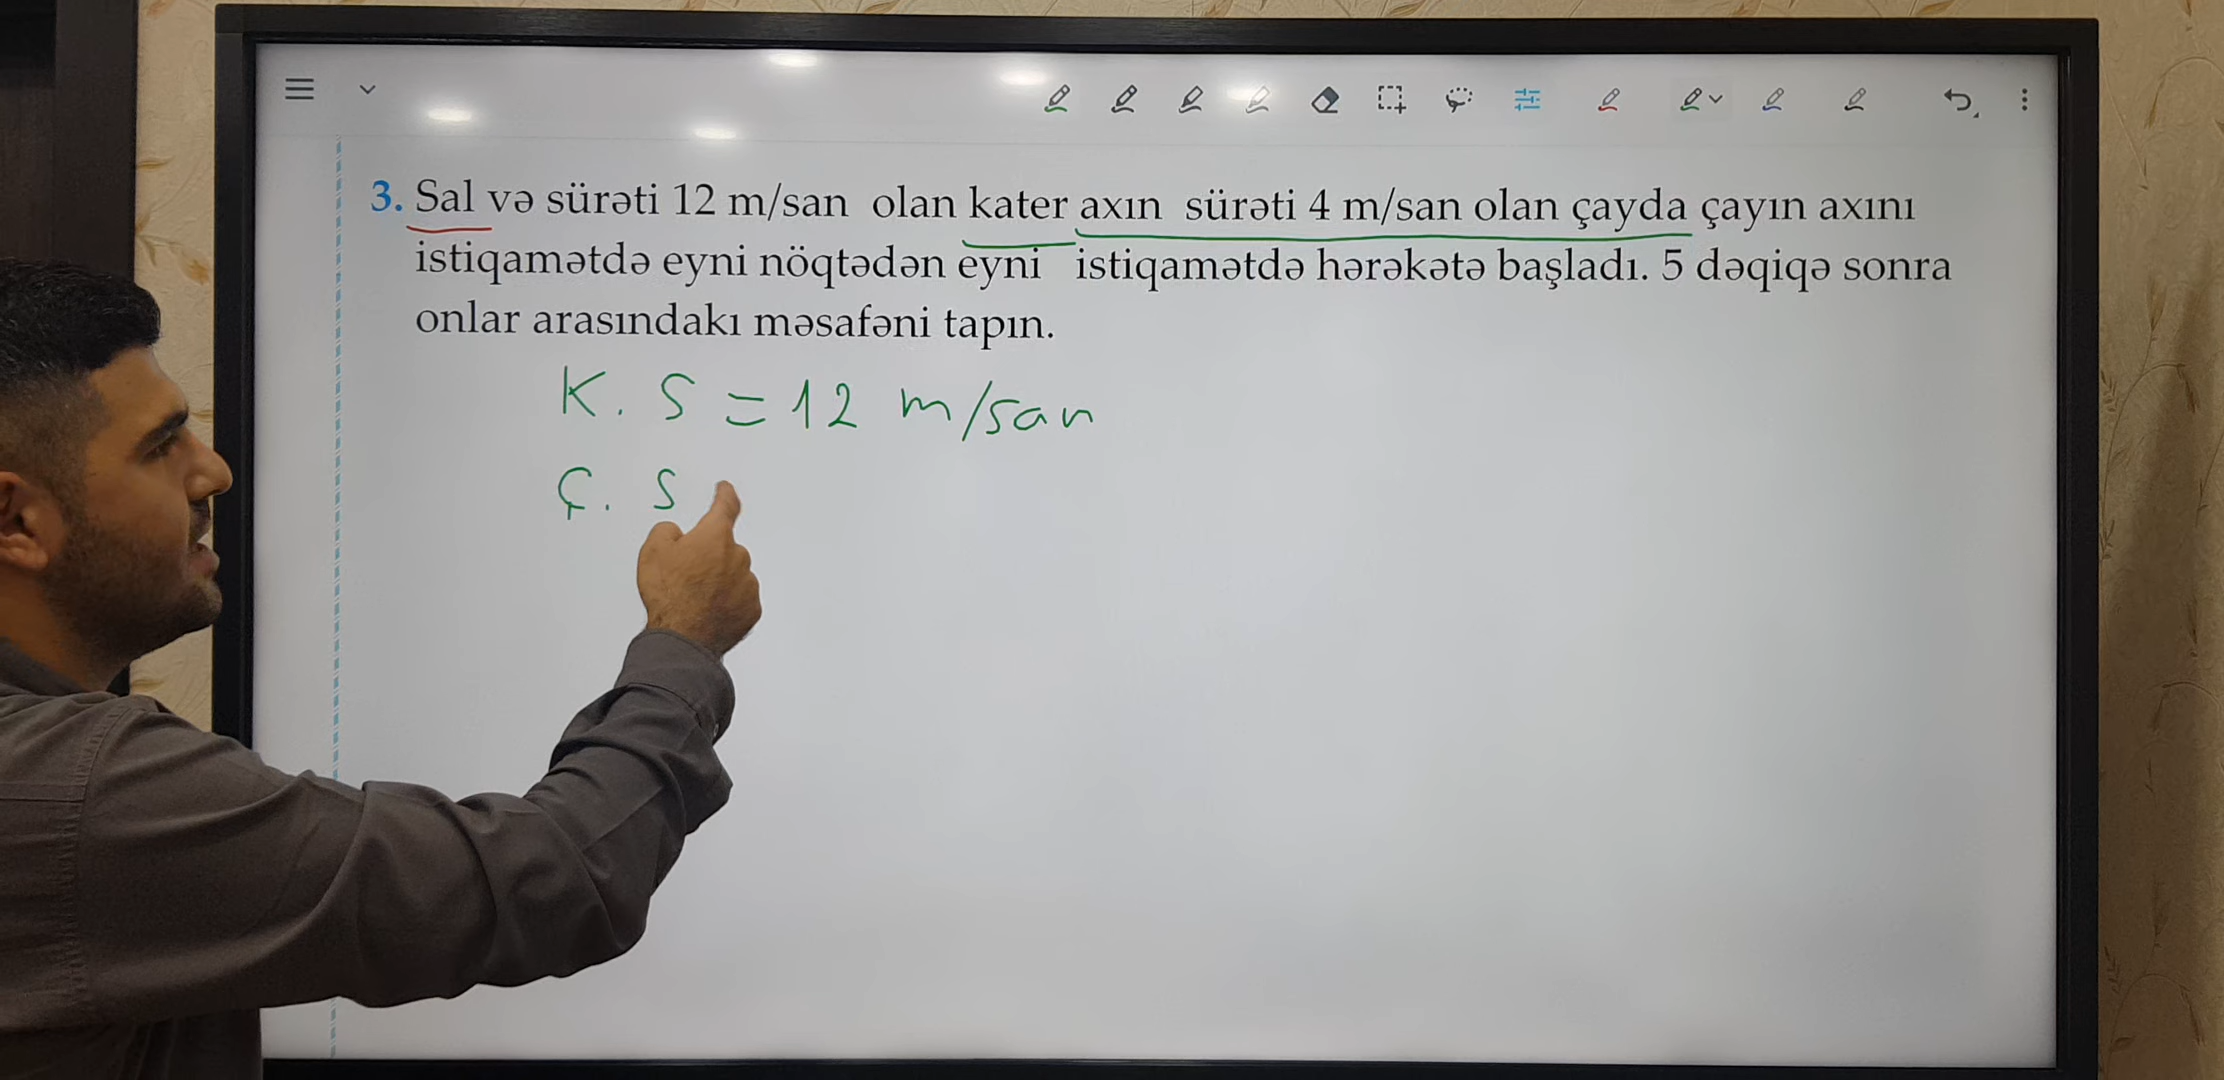 3. Sal və sürəti 12 m/san olan kater axın sürəti 4 m/san olan çayda çayın axını
istiqamətdə eyni nöqtədən eyni istiqamətdə hərəkətə başladı. 5 dəqiqə sonra
onlar arasındakı məsafəni tapın.
K. S = 12 m/san
Ç. S